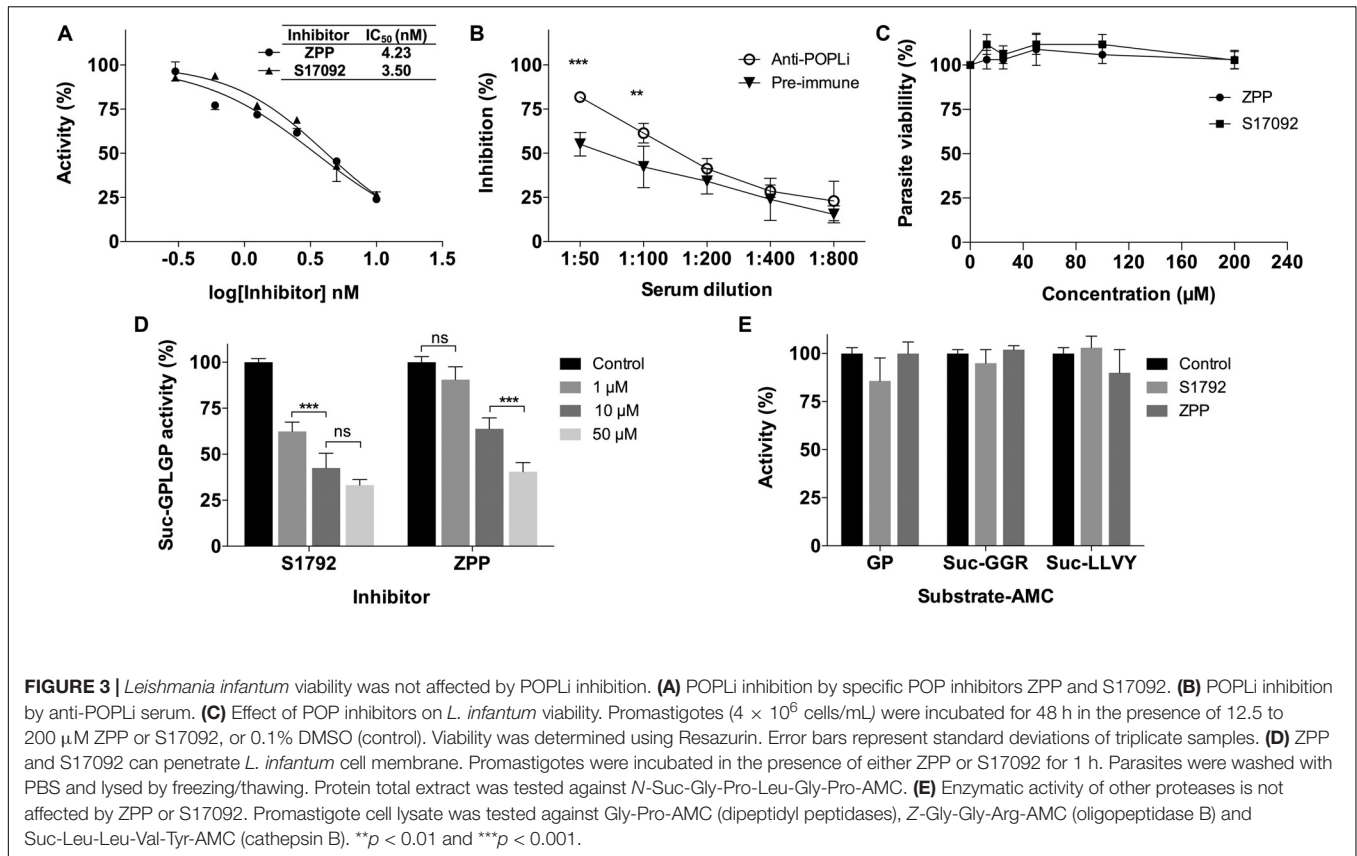 A
Inhibitor IC50 (nM)
ZPP 4.23
S17092 3.50
100
75
50
25
0
Activity (%)
-0.5 0.0 0.5 1.0 1.5
log[Inhibitor] nM
B
Anti-POPLi
Pre-immune
***
**
100
75
50
25
0
Inhibition (%)
1:50 1:100 1:200 1:400 1:800
Serum dilution
C
100
75
50
25
0
Parasite viablility (%)
ZPP
S17092
0 40 80 120 160 200 240
Concentration (µM)
D
100
75
50
25
0
Suc-GPLGP activity (%)
***
ns
ns
***
Control
1 µM
10 µM
50 µM
S1792 ZPP
Inhibitor
E
100
75
50
25
0
Activity (%)
Control
S1792
ZPP
GP Suc-GGR Suc-LLVY
Substrate-AMC
FIGURE 3 | Leishmania infantum viability was not affected by POPLi inhibition. (A) POPLi inhibition by specific POP inhibitors ZPP and S17092. (B) POPLi inhibition
by anti-POPLi serum. (C) Effect of POP inhibitors on L. infantum viability. Promastigotes (4 × 10⁶ cells/mL) were incubated for 48 h in the presence of 12.5 to
200 µM ZPP or S17092, or 0.1% DMSO (control). Viability was determined using Resazurin. Error bars represent standard deviations of triplicate samples. (D) ZPP
and S17092 can penetrate L. infantum cell membrane. Promastigotes were incubated in the presence of either ZPP or S17092 for 1 h. Parasites were washed with
PBS and lysed by freezing/thawing. Protein total extract was tested against N-Suc-Gly-Pro-Leu-Gly-Pro-AMC. (E) Enzymatic activity of other proteases is not
affected by ZPP or S17092. Promastigote cell lysate was tested against Gly-Pro-AMC (dipeptidyl peptidases), Z-Gly-Gly-Arg-AMC (oligopeptidase B) and
Suc-Leu-Leu-Val-Tyr-AMC (cathepsin B). **p < 0.01 and ***p < 0.001.